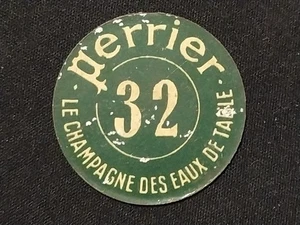 perrier
32
· LE CHAMPAGNE DES EAUX DE TABLE ·